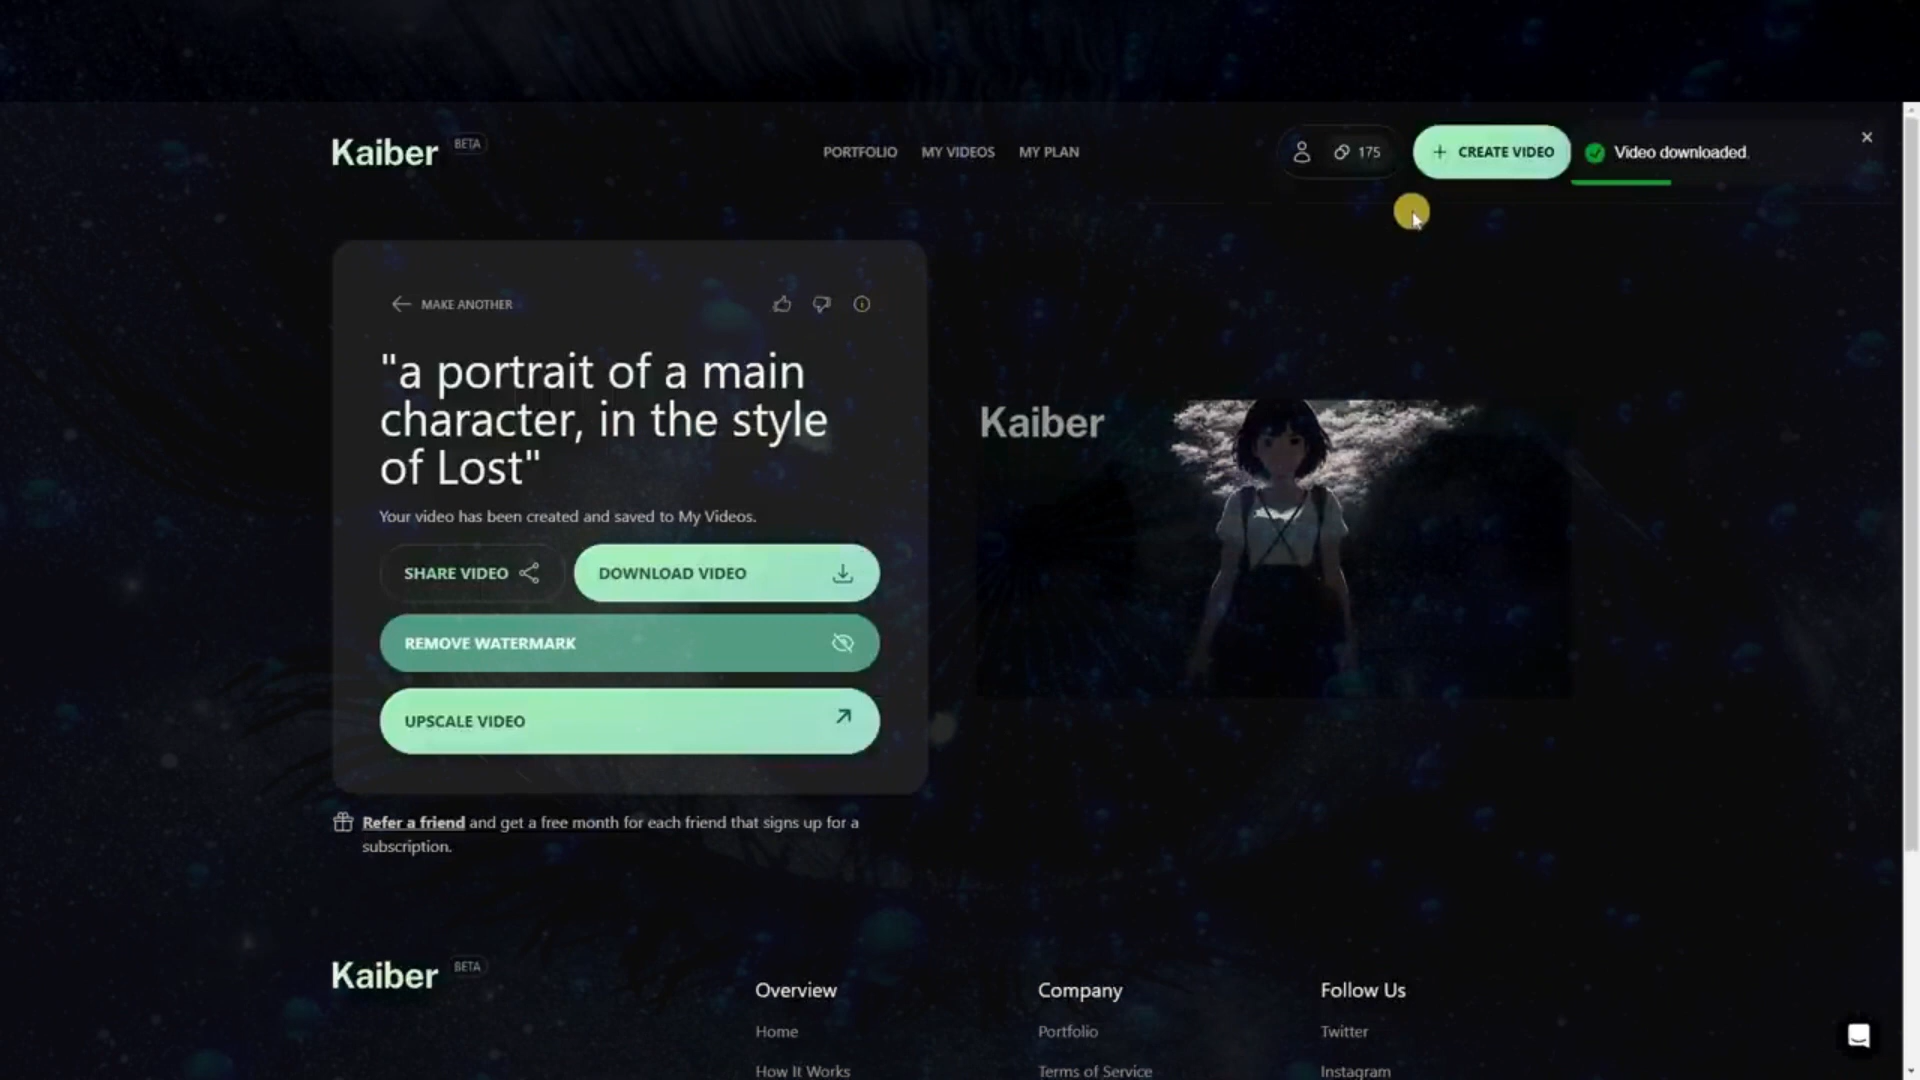 Kaiber BETA
PORTFOLIO MY VIDEOS MY PLAN
175
+ CREATE VIDEO
Video downloaded.
MAKE ANOTHER
"a portrait of a main
character, in the style
of Lost"
Your video has been created and saved to My Videos.
SHARE VIDEO
DOWNLOAD VIDEO
REMOVE WATERMARK
UPSCALE VIDEO
Kaiber
Refer a friend and get a free month for each friend that signs up for a
subscription.
Kaiber BETA
Overview
Home
How It Works
Company
Portfolio
Terms of Service
Follow Us
Twitter
Instagram